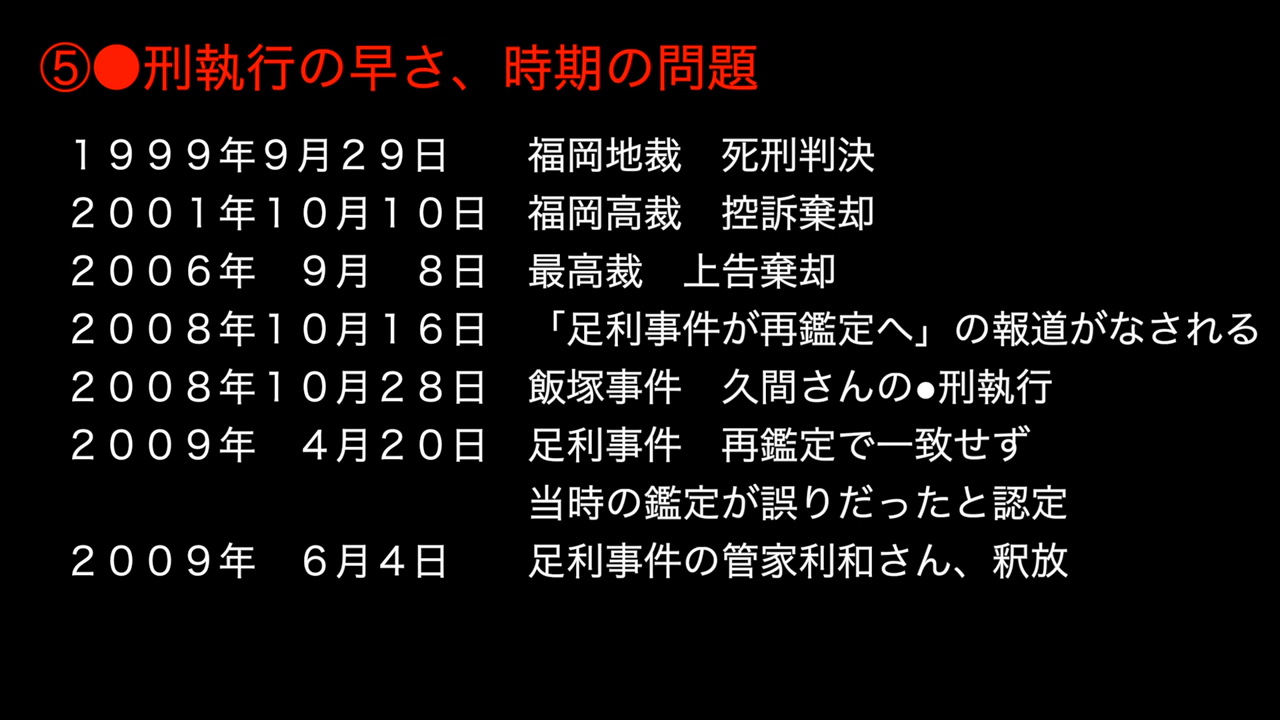 ⑤●刑執行の早さ、時期の問題
１９９９年９月２９日　　福岡地裁　死刑判決
２００１年１０月１０日　福岡高裁　控訴棄却
２００６年　９月　８日　最高裁　上告棄却
２００８年１０月１６日　「足利事件が再鑑定へ」の報道がなされる
２００８年１０月２８日　飯塚事件　久間さんの●刑執行
２００９年　４月２０日　足利事件　再鑑定で一致せず
当時の鑑定が誤りだったと認定
２００９年　６月４日　　足利事件の管家利和さん、釈放